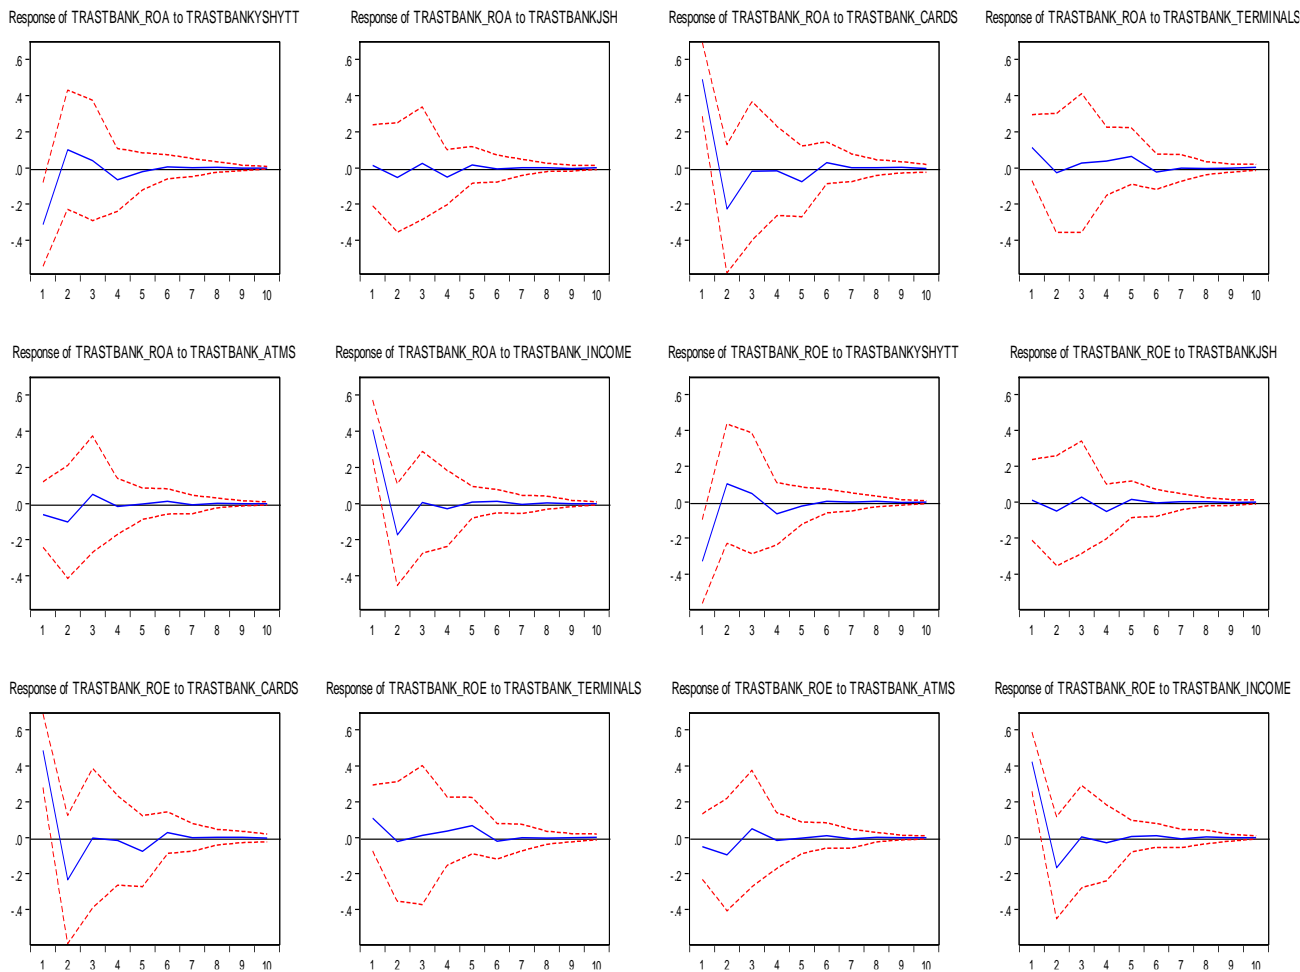 Response of TRASTBANK_ROA to TRASTBANKYSHYTT
Response of TRASTBANK_ROA to TRASTBANKJSH
Response of TRASTBANK_ROA to TRASTBANK_CARDS
Response of TRASTBANK_ROA to TRASTBANK_TERMINALS
.6 .6 .6 .6
.4 .4 .4 .4
.2 .2 .2 .2
.0 .0 .0 .0
-.2 -.2 -.2 -.2
-.4 -.4 -.4 -.4
1 2 3 4 5 6 7 8 9 10
1 2 3 4 5 6 7 8 9 10
1 2 3 4 5 6 7 8 9 10
1 2 3 4 5 6 7 8 9 10
Response of TRASTBANK_ROA to TRASTBANK_ATMS
Response of TRASTBANK_ROA to TRASTBANK_INCOME
Response of TRASTBANK_ROE to TRASTBANKYSHYTT
Response of TRASTBANK_ROE to TRASTBANKJSH
.6 .6 .6 .6
.4 .4 .4 .4
.2 .2 .2 .2
.0 .0 .0 .0
-.2 -.2 -.2 -.2
-.4 -.4 -.4 -.4
1 2 3 4 5 6 7 8 9 10
1 2 3 4 5 6 7 8 9 10
1 2 3 4 5 6 7 8 9 10
1 2 3 4 5 6 7 8 9 10
Response of TRASTBANK_ROE to TRASTBANK_CARDS
Response of TRASTBANK_ROE to TRASTBANK_TERMINALS
Response of TRASTBANK_ROE to TRASTBANK_ATMS
Response of TRASTBANK_ROE to TRASTBANK_INCOME
.6 .6 .6 .6
.4 .4 .4 .4
.2 .2 .2 .2
.0 .0 .0 .0
-.2 -.2 -.2 -.2
-.4 -.4 -.4 -.4
1 2 3 4 5 6 7 8 9 10
1 2 3 4 5 6 7 8 9 10
1 2 3 4 5 6 7 8 9 10
1 2 3 4 5 6 7 8 9 10